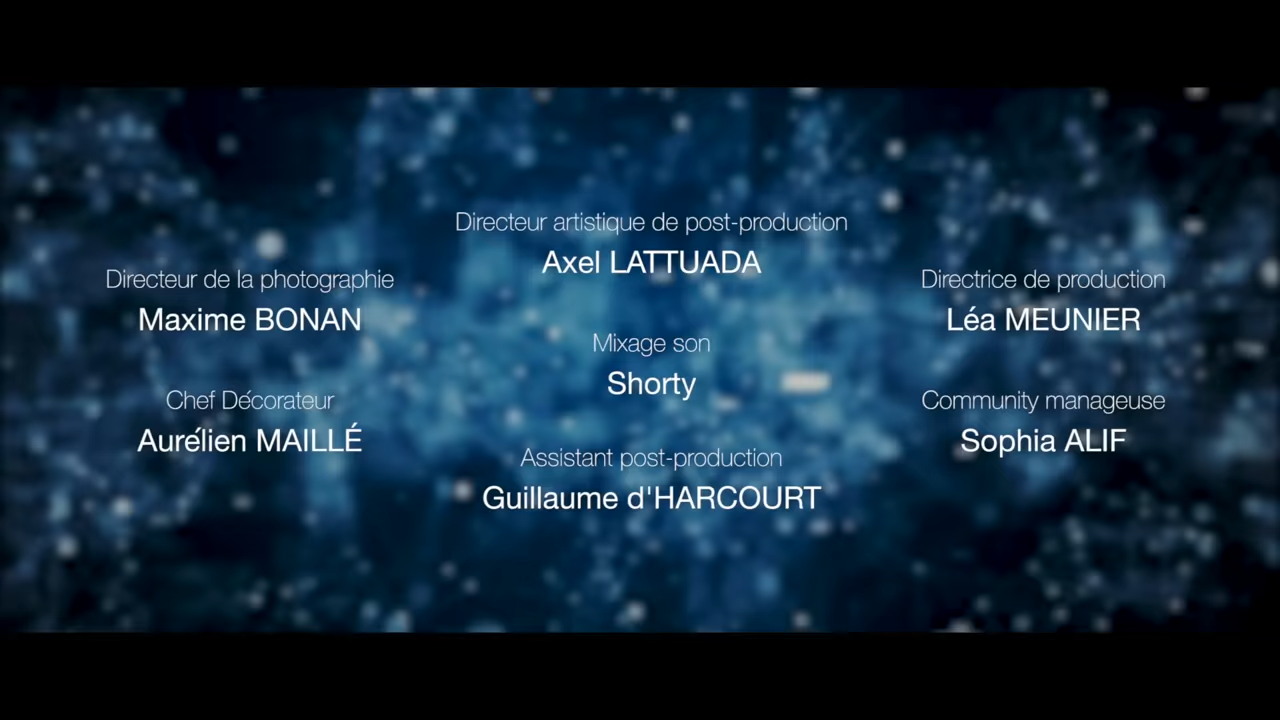 Directeur de la photographie
Maxime BONAN
Chef Décorateur
Aurélien MAILLÉ
Directeur artistique de post-production
Axel LATTUADA
Mixage son
Shorty
Assistant post-production
Guillaume d'HARCOURT
Directrice de production
Léa MEUNIER
Community manageuse
Sophia ALIF